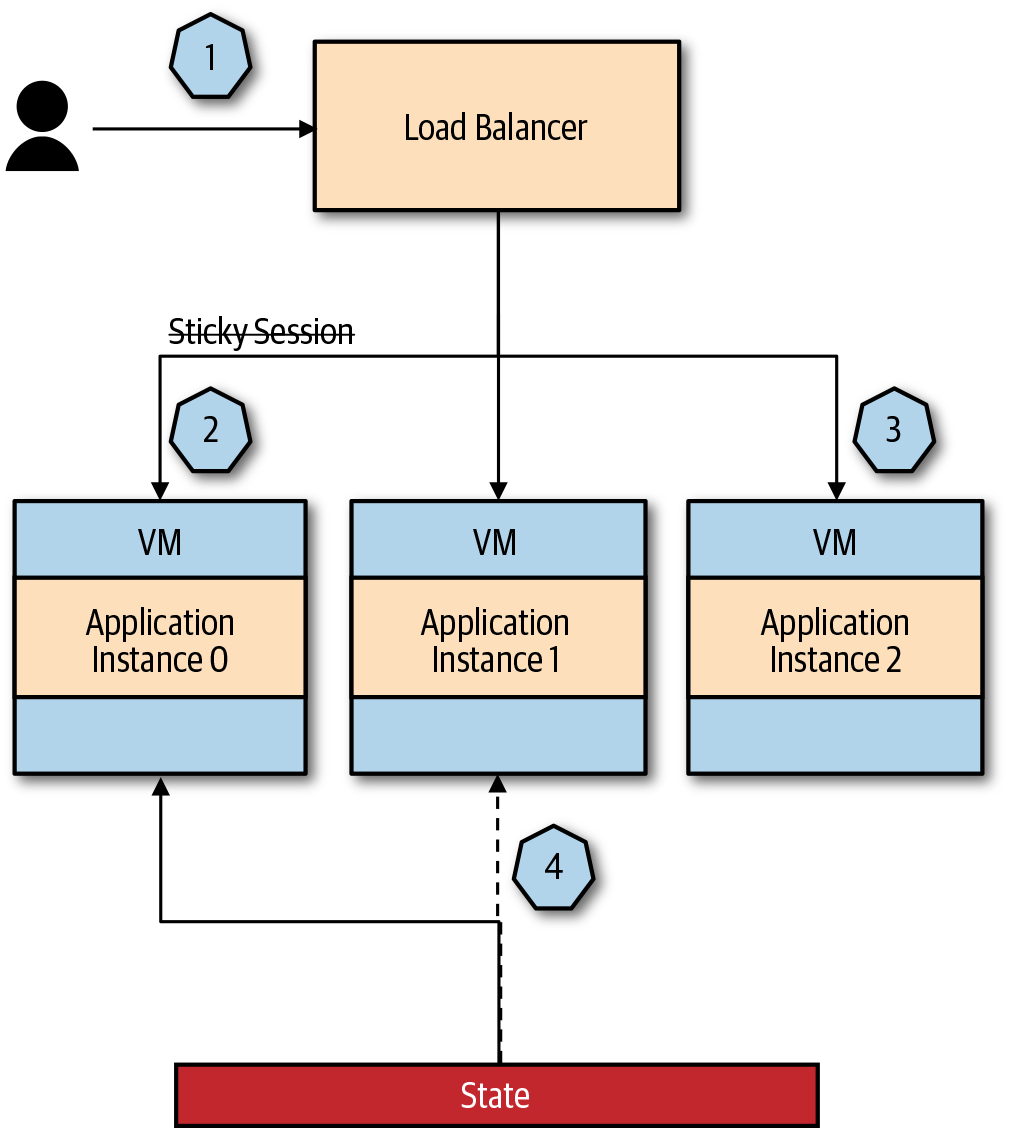 1
Load Balancer
Sticky Session
2
3
VM
VM
VM
Application
Instance 0
Application
Instance 1
Application
Instance 2
4
State